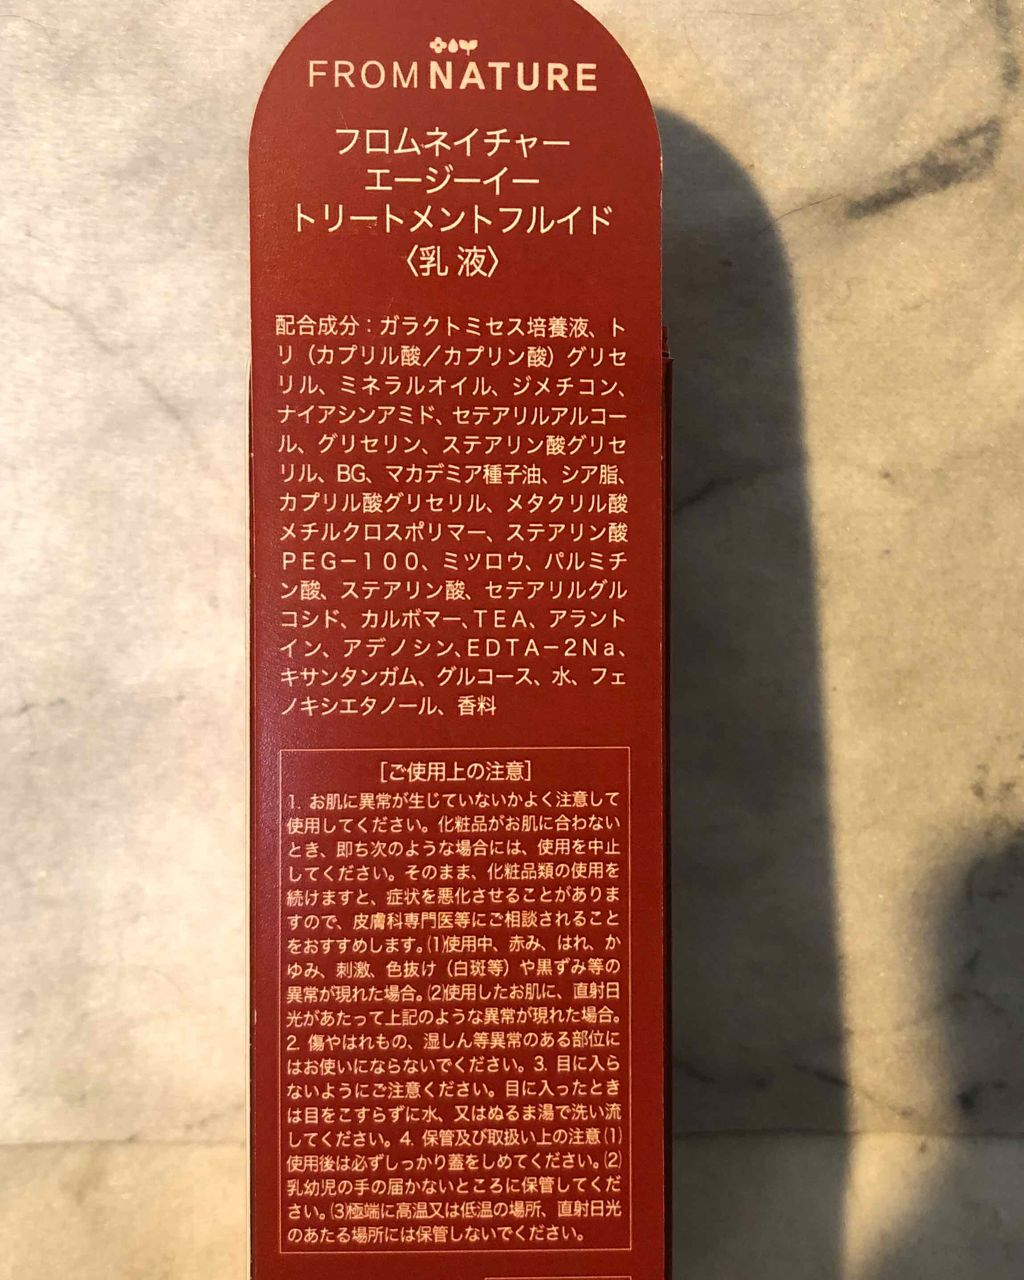 FROMNATURE
フロムネイチャー
エージーイー
トリートメントフルイド
〈乳 液〉
配合成分：ガラクトミセス培養液、ト
リ（カプリル酸／カプリン酸）グリセ
リル、ミネラルオイル、ジメチコン、
ナイアシンアミド、セテアリルアルコー
ル、グリセリン、ステアリン酸グリセ
リル、BG、マカデミア種子油、シア脂、
カプリル酸グリセリル、メタクリル酸
メチルクロスポリマー、ステアリン酸
ＰＥＧ－１００、ミツロウ、パルミチ
ン酸、ステアリン酸、セテアリルグル
コシド、カルボマー、ＴＥＡ、アラント
イン、アデノシン、ＥＤＴＡ－２Ｎａ、
キサンタンガム、グルコース、水、フェ
ノキシエタノール、香料
［ご使用上の注意］
1. お肌に異常が生じていないかよく注意して
使用してください。化粧品がお肌に合わない
とき、即ち次のような場合には、使用を中止
してください。そのまま、化粧品類の使用を
続けますと、症状を悪化させることがありま
すので、皮膚科専門医等にご相談されること
をおすすめします。(1)使用中、赤み、はれ、か
ゆみ、刺激、色抜け（白斑等）や黒ずみ等の
異常が現れた場合。(2)使用したお肌に、直射日
光があたって上記のような異常が現れた場合。
2. 傷やはれもの、湿しん等異常のある部位に
はお使いにならないでください。3. 目に入ら
ないようにご注意ください。目に入ったとき
は目をこすらずに水、又はぬるま湯で洗い流
してください。4. 保管及び取扱い上の注意(1)
使用後は必ずしっかり蓋をしめてください。(2)
乳幼児の手の届かないところに保管してくだ
さい。(3)極端に高温又は低温の場所、直射日光
のあたる場所には保管しないでください。